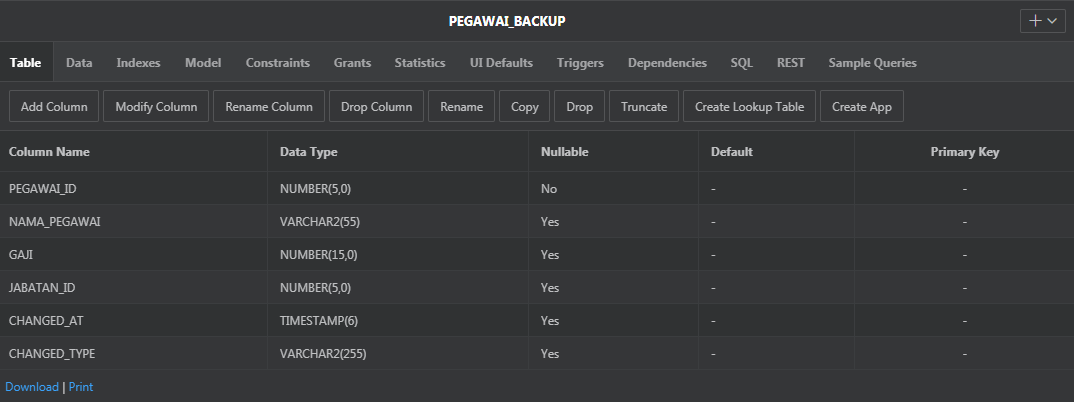 PEGAWAI_BACKUP
Table Data Indexes Model Constraints Grants Statistics UI Defaults Triggers Dependencies SQL REST Sample Queries
Add Column Modify Column Rename Column Drop Column Rename Copy Drop Truncate Create Lookup Table Create App
Column Name Data Type Nullable Default Primary Key
PEGAWAI_ID NUMBER(5,0) No - -
NAMA_PEGAWAI VARCHAR2(55) Yes - -
GAJI NUMBER(15,0) Yes - -
JABATAN_ID NUMBER(5,0) Yes - -
CHANGED_AT TIMESTAMP(6) Yes - -
CHANGED_TYPE VARCHAR2(255) Yes - -
Download | Print